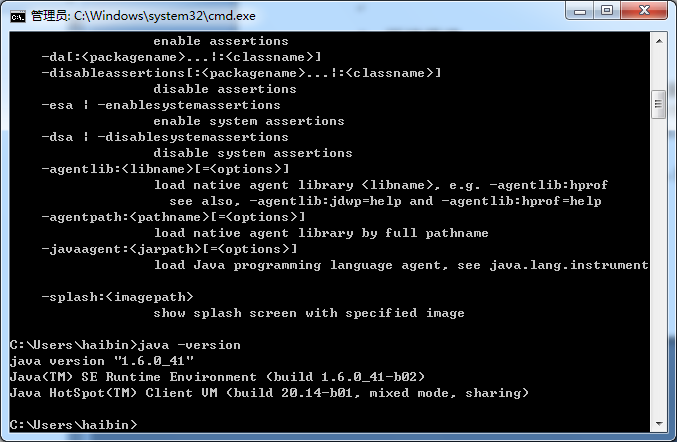 管理员: C:\Windows\system32\cmd.exe
enable assertions
-da[:<packagename>...|:<classname>]
-disableassertions[:<packagename>...|:<classname>]
disable assertions
-esa | -enablesystemassertions
enable system assertions
-dsa | -disablesystemassertions
disable system assertions
-agentlib:<libname>[=<options>]
load native agent library <libname>, e.g. -agentlib:hprof
see also, -agentlib:jdwp=help and -agentlib:hprof=help
-agentpath:<pathname>[=<options>]
load native agent library by full pathname
-javaagent:<jarpath>[=<options>]
load Java programming language agent, see java.lang.instrument
-splash:<imagepath>
show splash screen with specified image
C:\Users\haibin>java -version
java version "1.6.0_41"
Java(TM) SE Runtime Environment (build 1.6.0_41-b02)
Java HotSpot(TM) Client VM (build 20.14-b01, mixed mode, sharing)
C:\Users\haibin>